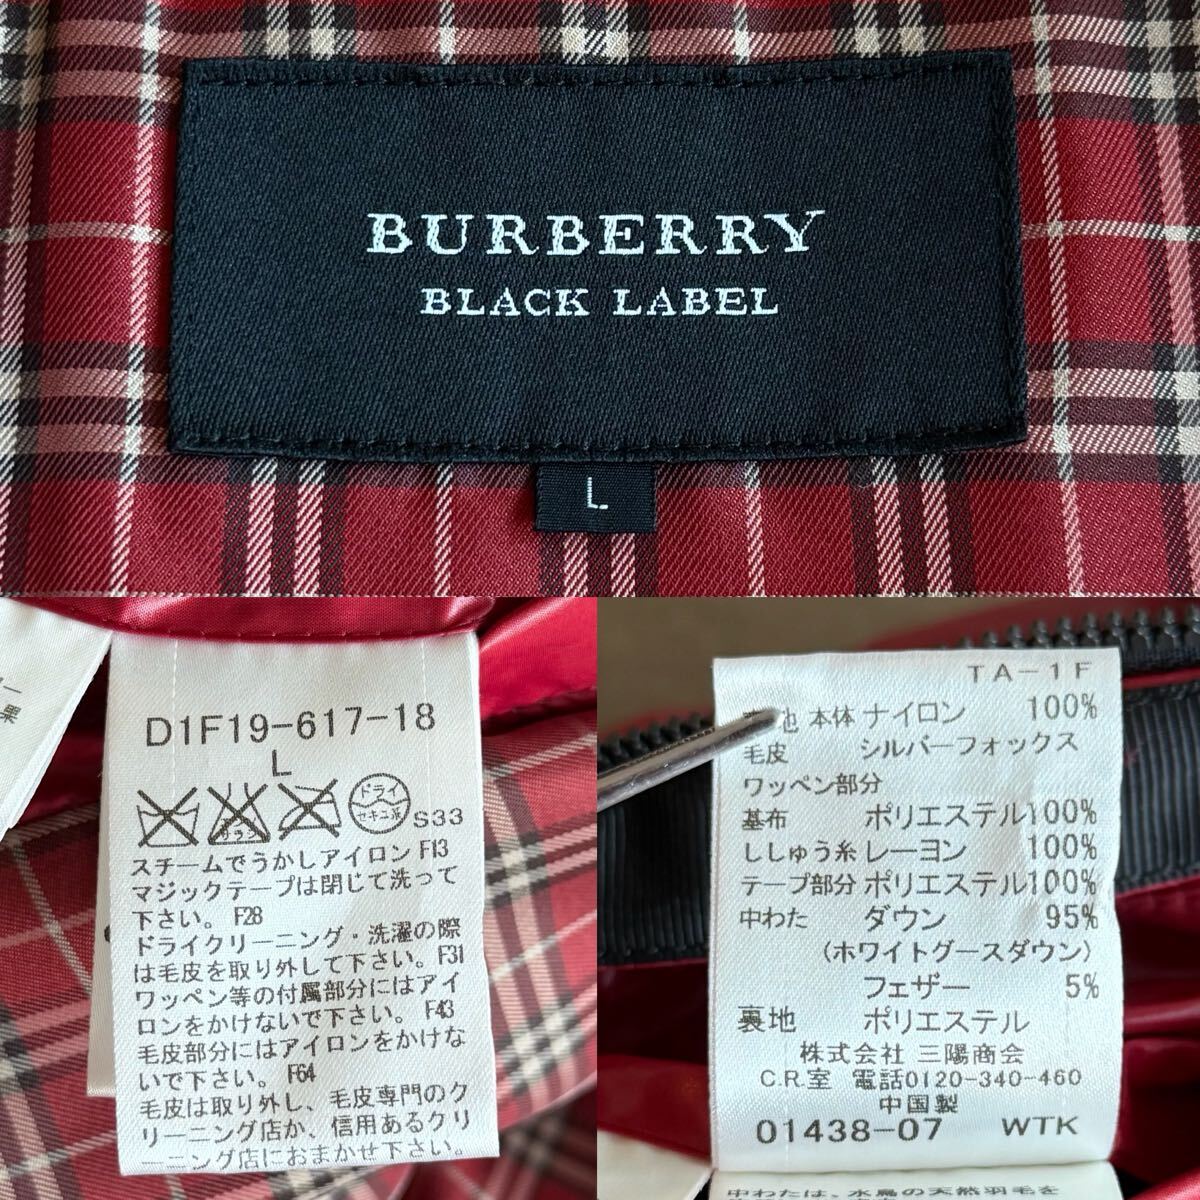 BURBERRY
BLACK LABEL
L
D1F19-617-18
L
ドライ
セキユ系
S33
スチームでうかしアイロン F13
マジックテープは閉じて洗って
下さい。 F28
ドライクリーニング・洗濯の際
は毛皮を取り外して下さい。 F31
ワッペン等の付属部分にはアイ
ロンをかけないで下さい。 F43
毛皮部分にはアイロンをかけな
いで下さい。 F64
毛皮は取り外し、毛皮専門のク
リーニング店か、信用あるクリ
ーニング店におまかせ下さい。
TA-1F
地 本体 ナイロン 100%
毛皮 シルバーフォックス
ワッペン部分
基布 ポリエステル100%
ししゅう糸 レーヨン 100%
テープ部分 ポリエステル100%
中わた ダウン 95%
(ホワイトグースダウン)
フェザー 5%
裏地 ポリエステル
株式会社 三陽商会
C.R.室 電話0120-340-460
中国製
01438-07 WTK
中わたは、水鳥の天然羽毛を